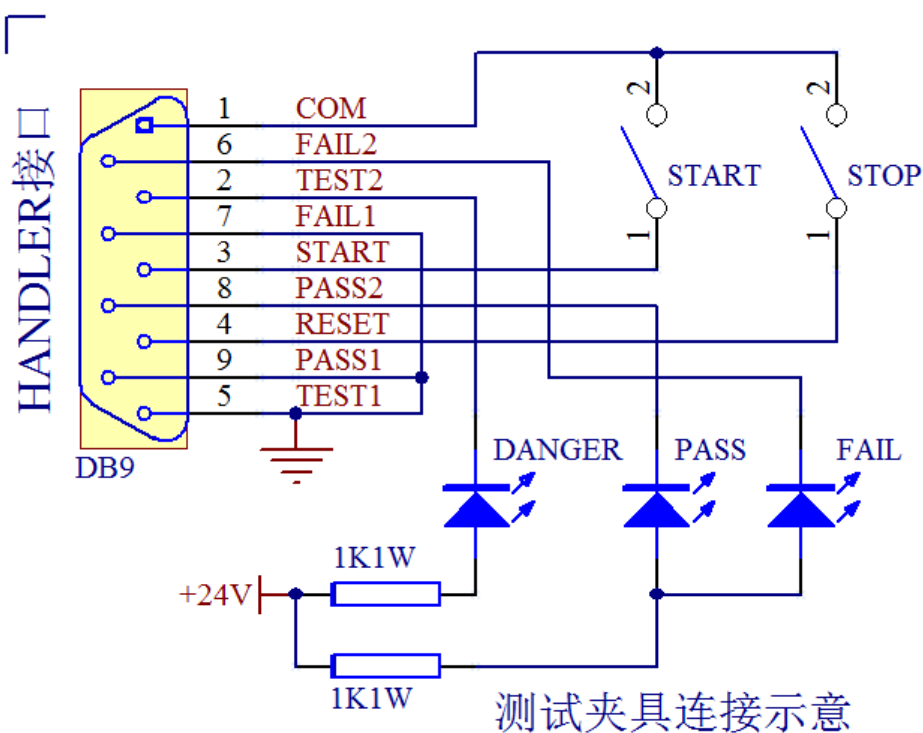 HANDLER接口
1 COM
6 FAIL2
2 TEST2
7 FAIL1
3 START
8 PASS2
4 RESET
9 PASS1
5 TEST1
DB9
2
START
1
2
STOP
1
DANGER
PASS
FAIL
+24V
1K1W
1K1W
测试夹具连接示意